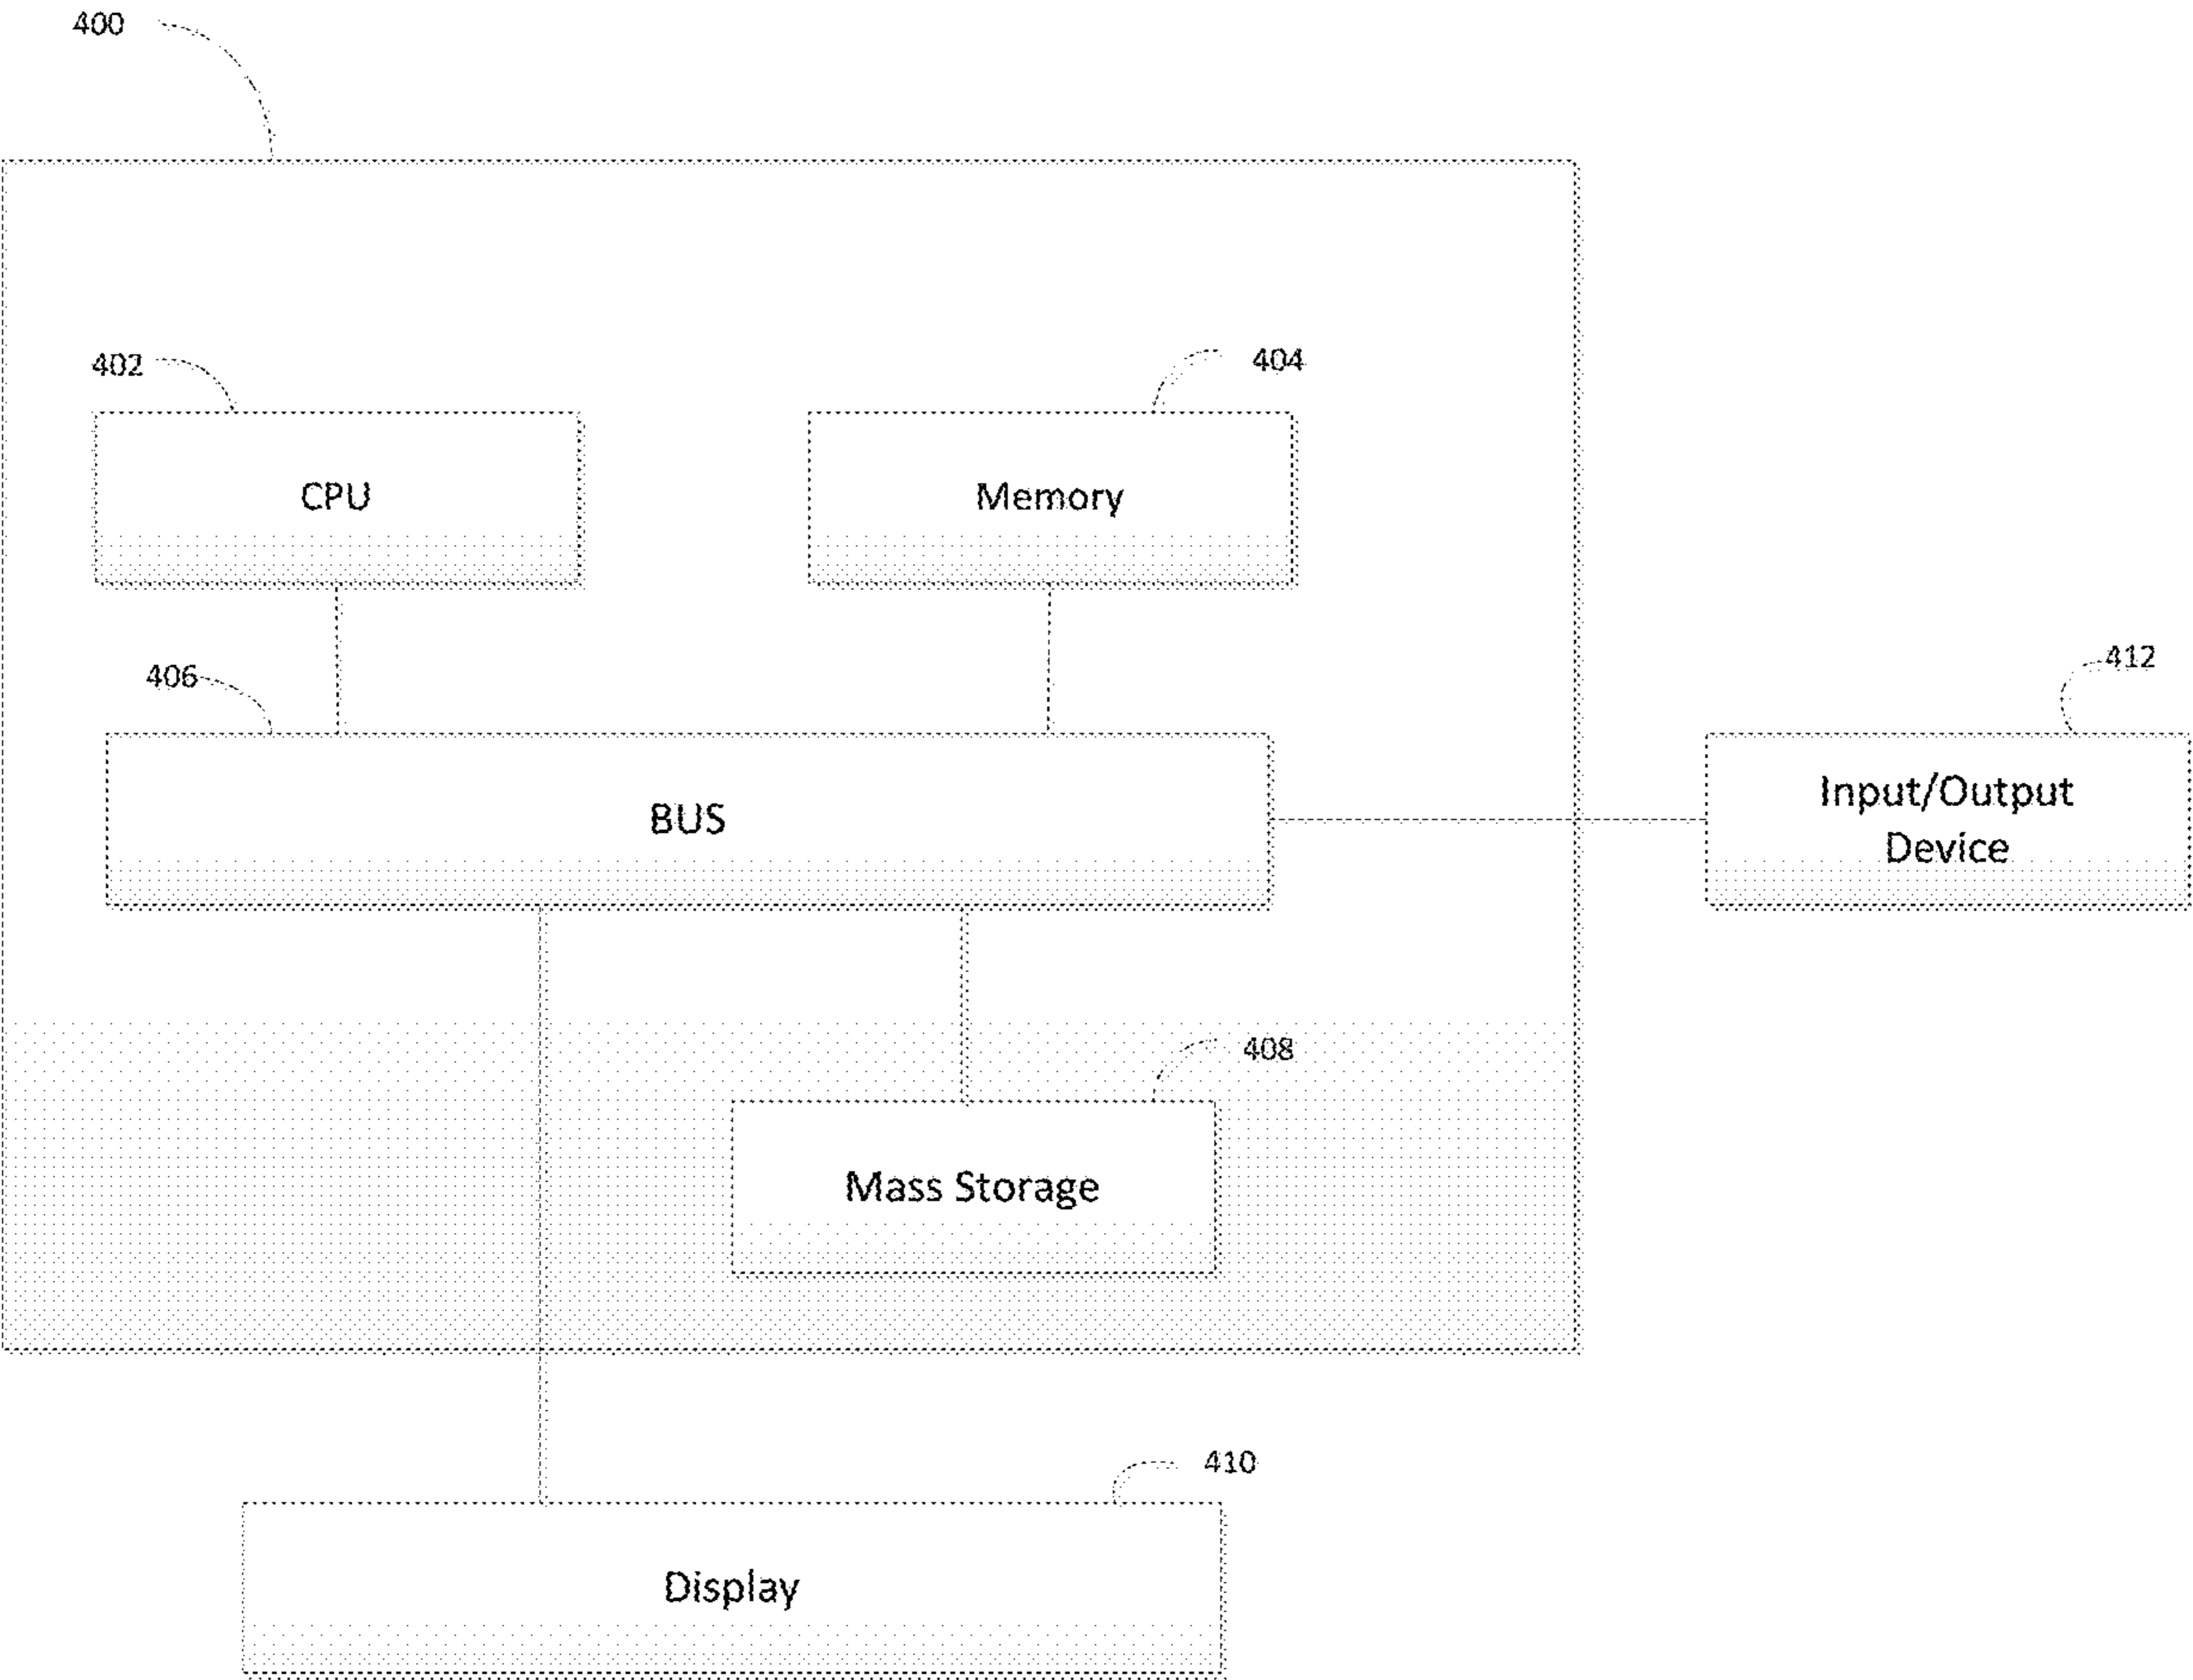 400
402
404
CPU
Memory
406
412
BUS
Input/Output
Device
408
Mass Storage
410
Display